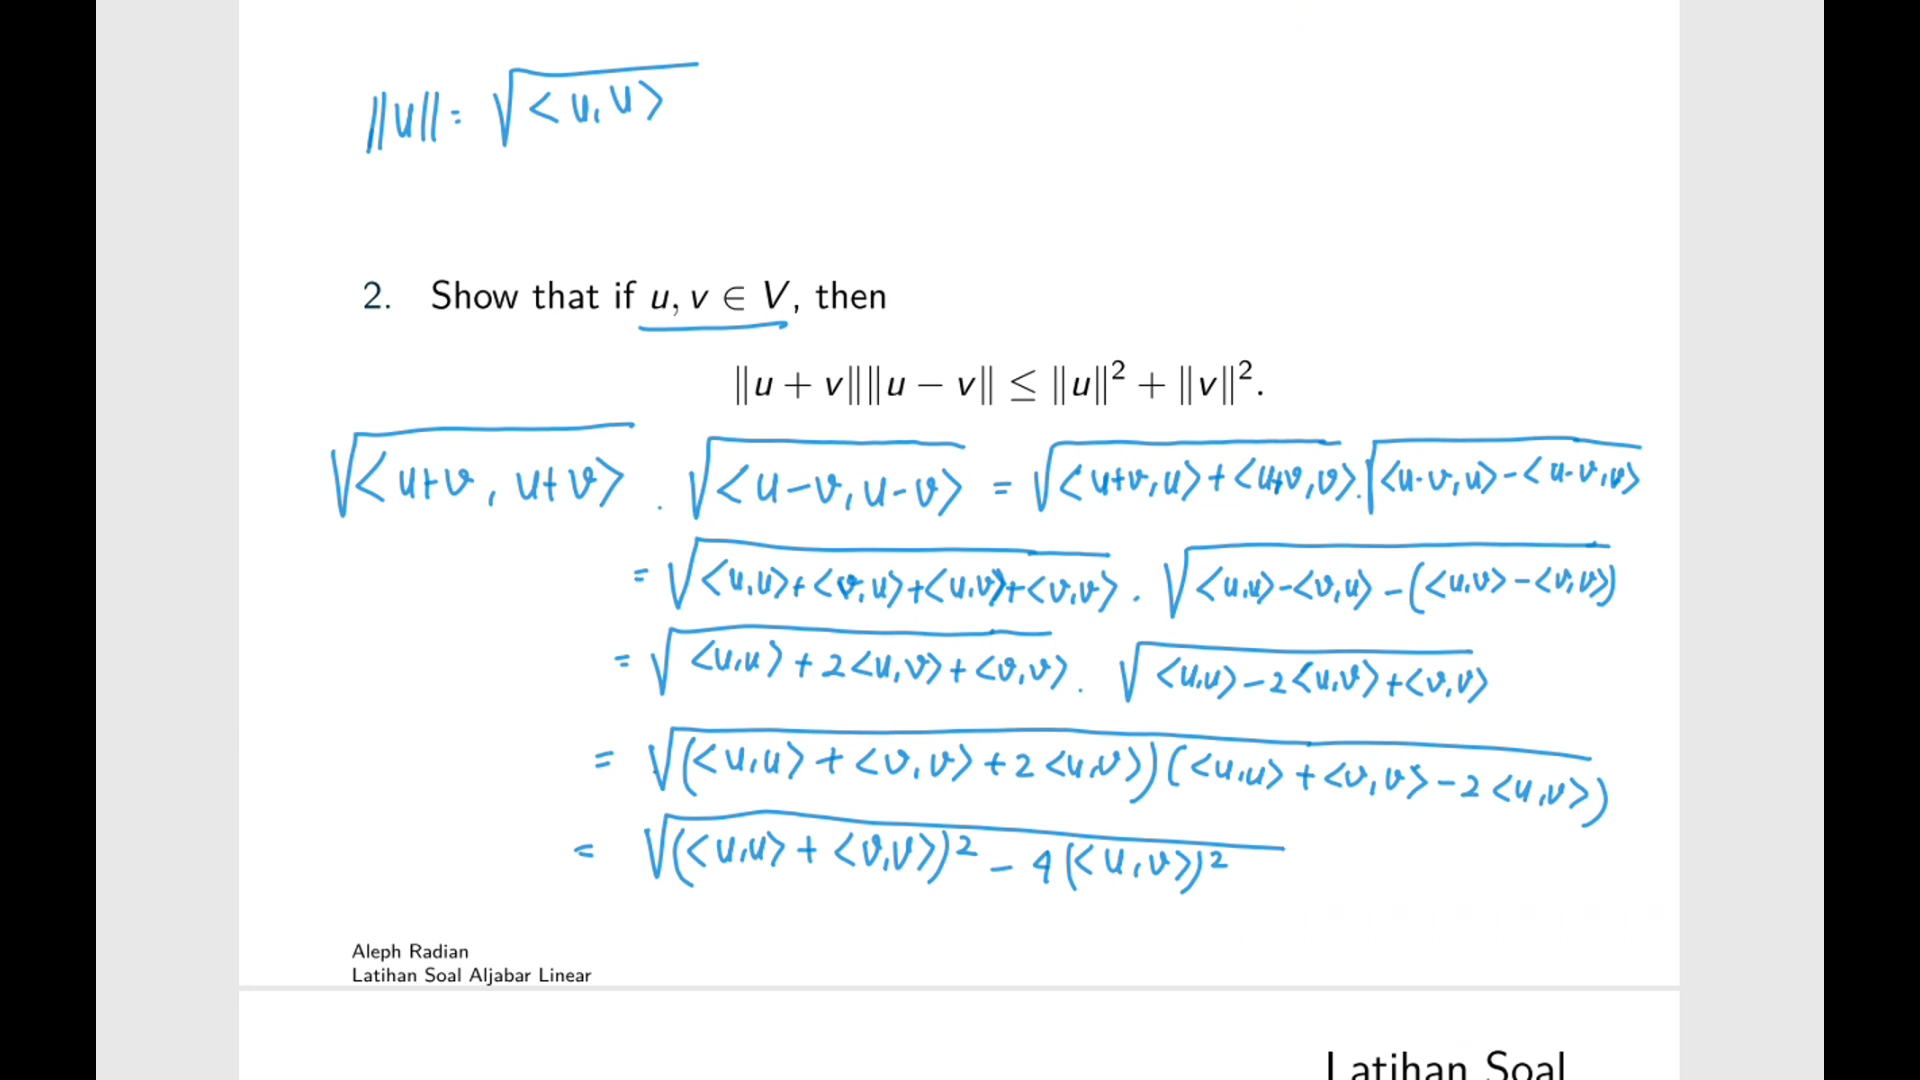 ||u|| = √<u,u>
2. Show that if u, v ∈ V, then
‖u + v‖‖u − v‖ ≤ ‖u‖² + ‖v‖².
√<u+v, u+v> . √<u-v, u-v> = √<u+v,u>+<u+v,v> . √<u-v,u>-<u-v,v>
= √<u,u>+<v,u>+<u,v>+<v,v> . √<u,u>-<v,u>-(<u,v>-<v,v>)
= √<u,u>+2<u,v>+<v,v> . √<u,u>-2<u,v>+<v,v>
= √(<u,u>+<v,v>+2<u,v>)(<u,u>+<v,v>-2<u,v>)
= √(<u,u>+<v,v>)² - 4(<u,v>)²
Aleph Radian
Latihan Soal Aljabar Linear
Latihan Soal